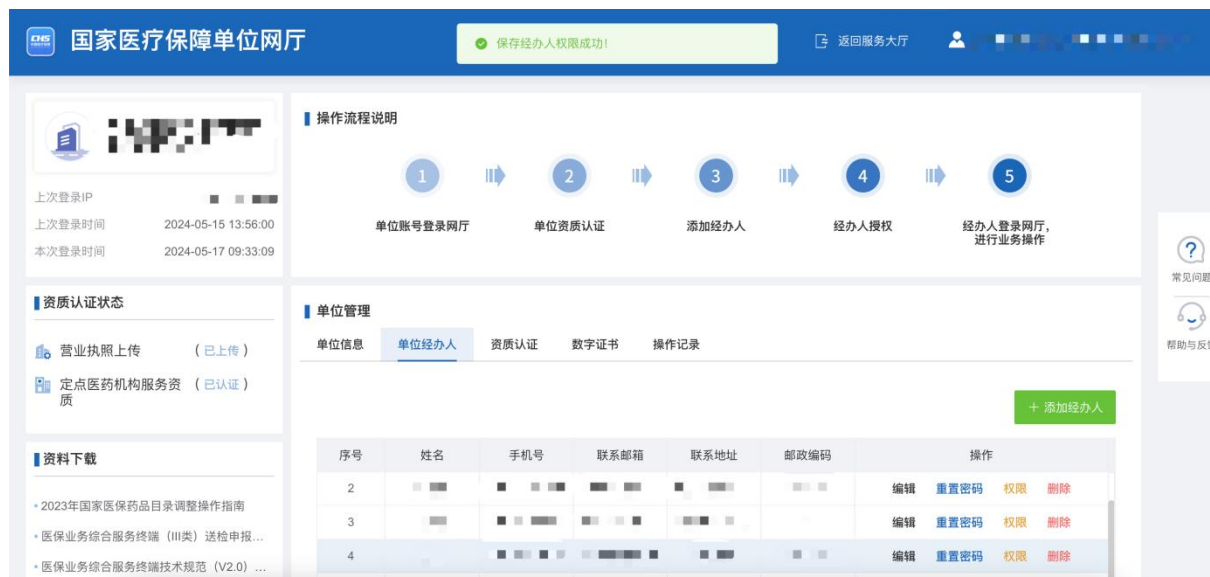 CHS
国家医疗保障单位网厅
保存经办人权限成功!
返回服务大厅
操作流程说明
1
2
3
4
5
单位账号登录网厅
单位资质认证
添加经办人
经办人授权
经办人登录网厅，
进行业务操作
上次登录IP
上次登录时间 2024-05-15 13:56:00
本次登录时间 2024-05-17 09:33:09
常见问题
帮助与反馈
资质认证状态
营业执照上传 (已上传)
定点医药机构服务资 (已认证)
质
单位管理
单位信息 单位经办人 资质认证 数字证书 操作记录
+ 添加经办人
资料下载
2023年国家医保药品目录调整操作指南
医保业务综合服务终端（III类）送检申报...
医保业务综合服务终端技术规范（V2.0）...
序号 姓名 手机号 联系邮箱 联系地址 邮政编码 操作
2 编辑 重置密码 权限 删除
3 编辑 重置密码 权限 删除
4 编辑 重置密码 权限 删除